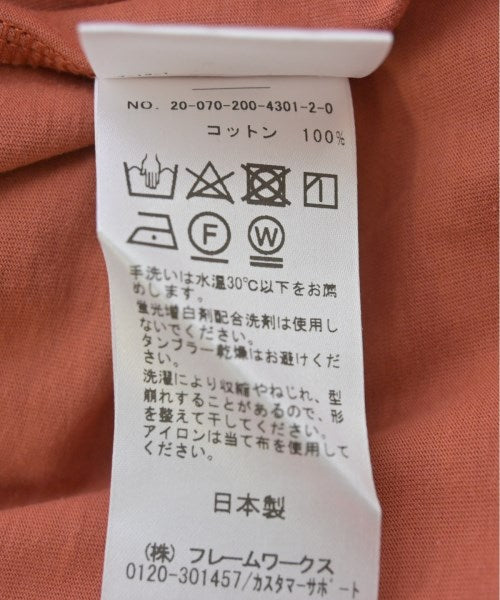 NO. 20-070-200-4301-2-0
コットン 100%
F W
手洗いは水温30℃以下をお薦
めします。
蛍光増白剤配合洗剤は使用し
ないでください。
タンブラー乾燥はお避けくだ
さい。
洗濯により収縮やねじれ、型
崩れすることがあるので、形
を整えて干してください。
アイロンは当て布を使用して
ください。
日本製
(株) フレームワークス
0120-301457/カスタマーサポート